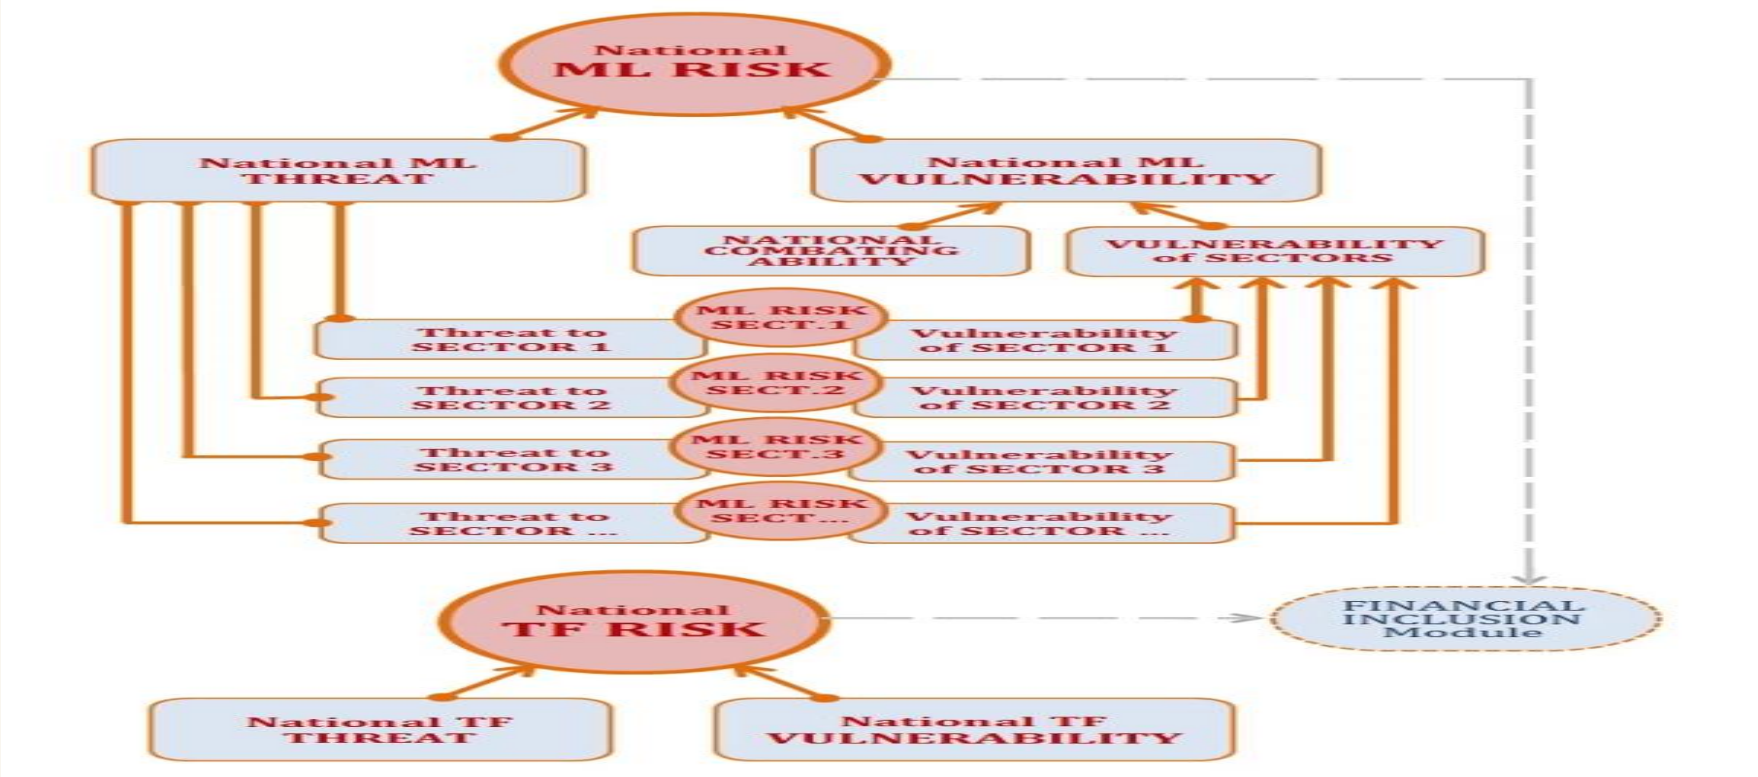 National
ML RISK
National ML
THREAT
National ML
VULNERABILITY
NATIONAL
COMBATING
ABILITY
VULNERABILITY
of SECTORS
ML RISK
SECT.1
Threat to
SECTOR 1
Vulnerability
of SECTOR 1
ML RISK
SECT.2
Threat to
SECTOR 2
Vulnerability
of SECTOR 2
ML RISK
SECT.3
Threat to
SECTOR 3
Vulnerability
of SECTOR 3
ML RISK
SECT...
Threat to
SECTOR ...
Vulnerability
of SECTOR ...
National
TF RISK
FINANCIAL
INCLUSION
Module
National TF
THREAT
National TF
VULNERABILITY